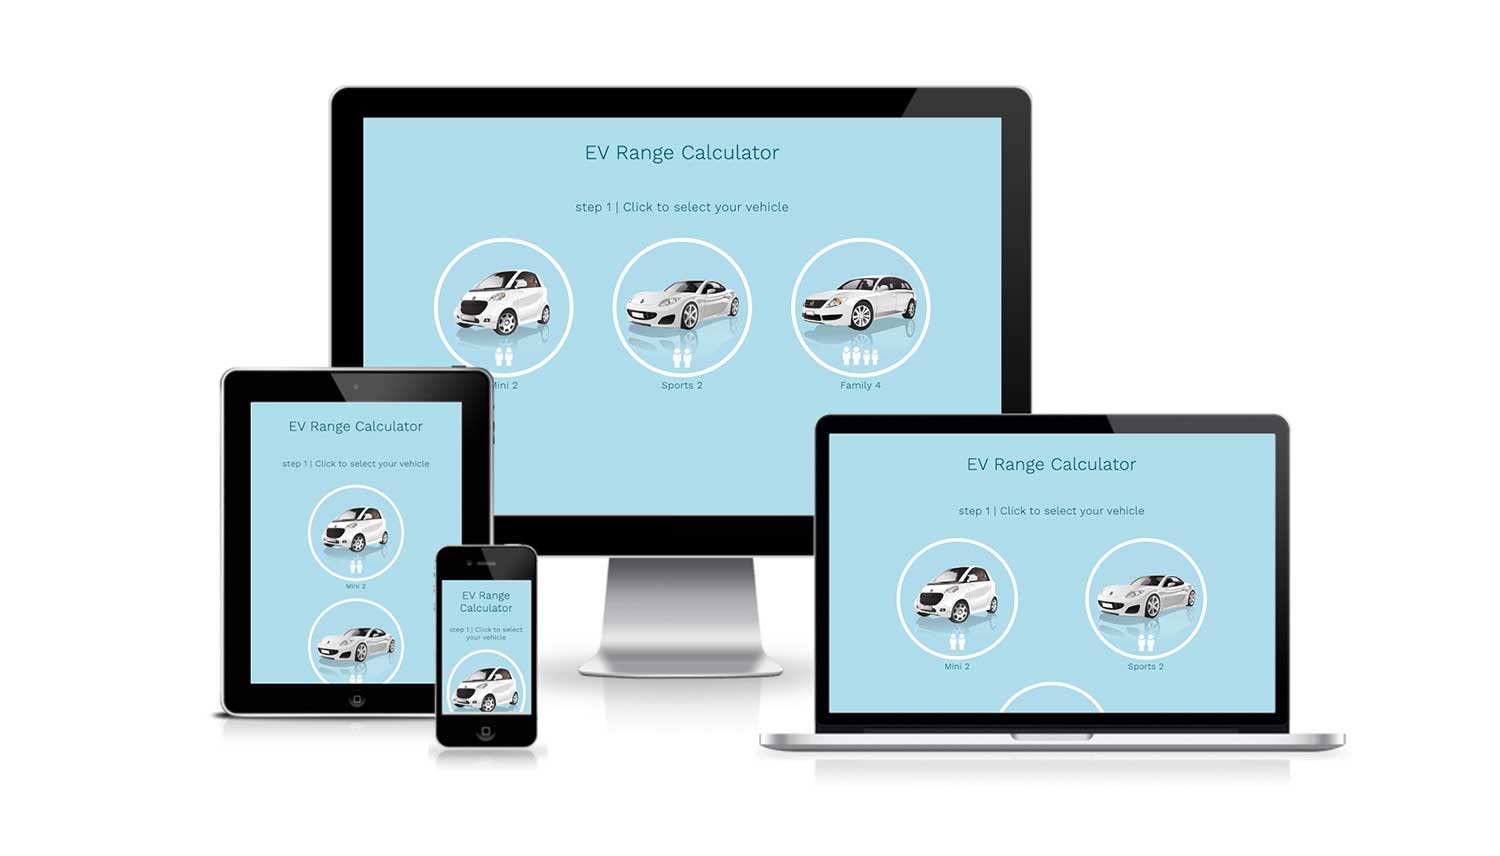 EV Range Calculator
step 1 | Click to select your vehicle
Mini 2
Sports 2
Family 4
EV Range Calculator
step 1 | Click to select your vehicle
Mini 2
EV Range
Calculator
step 1 | Click to select
your vehicle
EV Range Calculator
step 1 | Click to select your vehicle
Mini 2
Sports 2